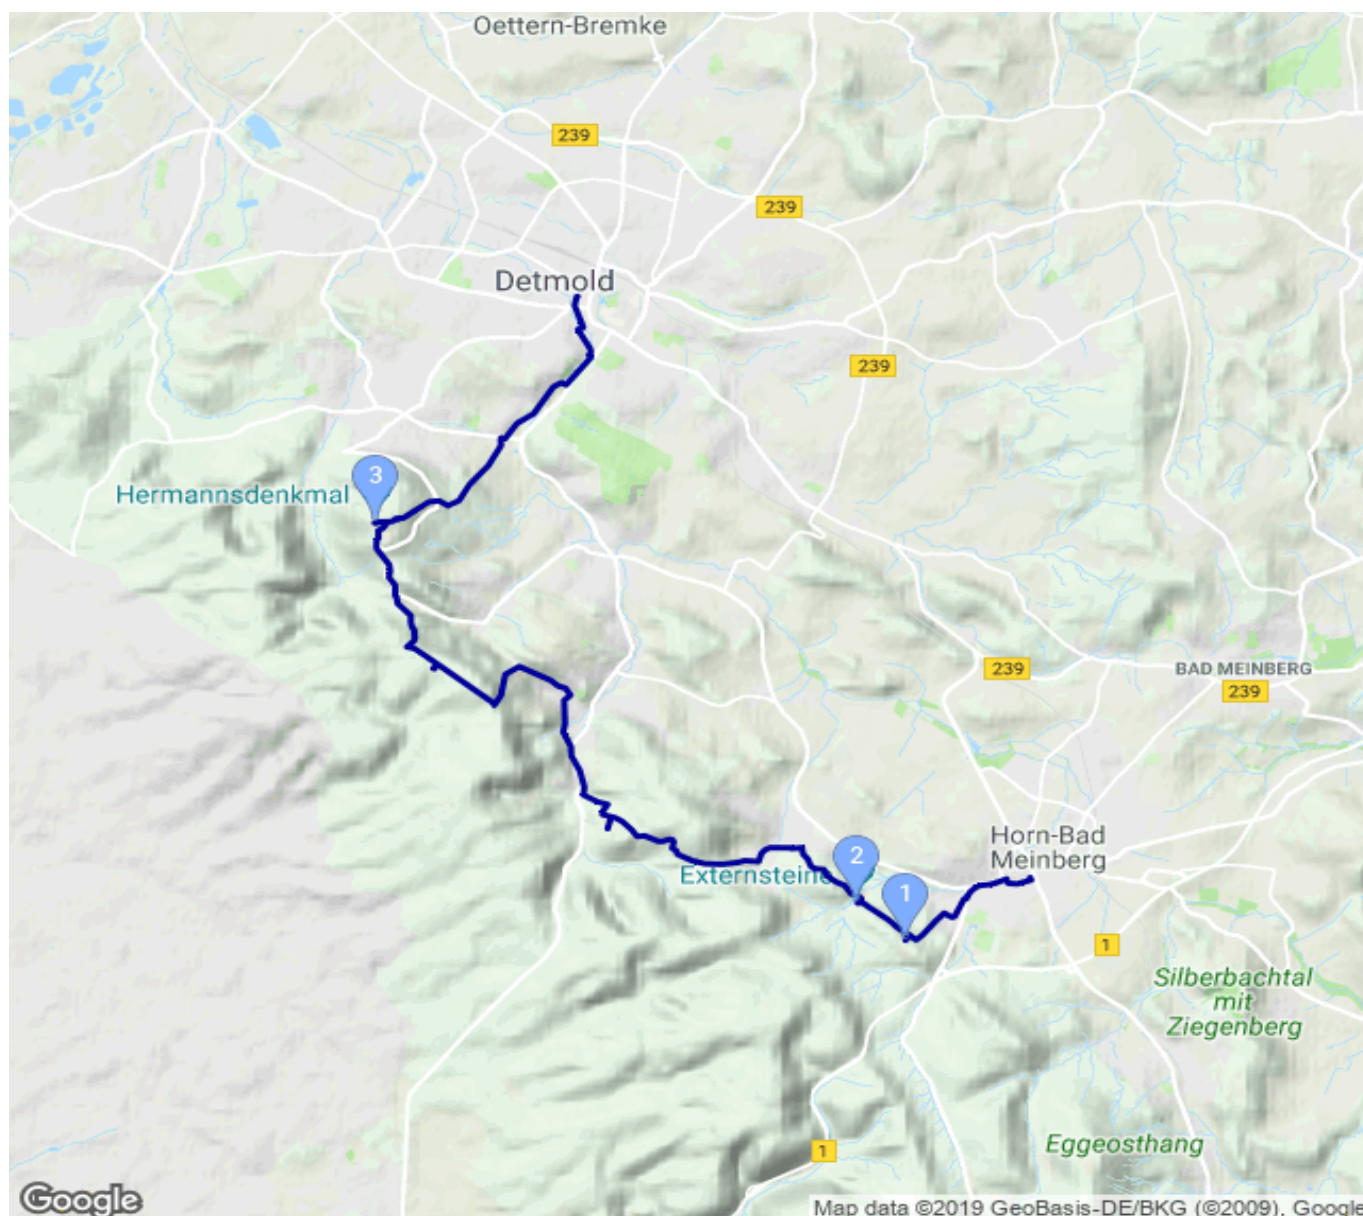 Oettern-Bremke
239
239
Detmold
239
3
Hermannsdenkmal
239
BAD MEINBERG
239
Horn-Bad
Meinberg
2
Externsteine
1
1
Silberbachtal
mit
Ziegenberg
1
Eggeosthang
Google
Map data ©2019 GeoBasis-DE/BKG (©2009), Google